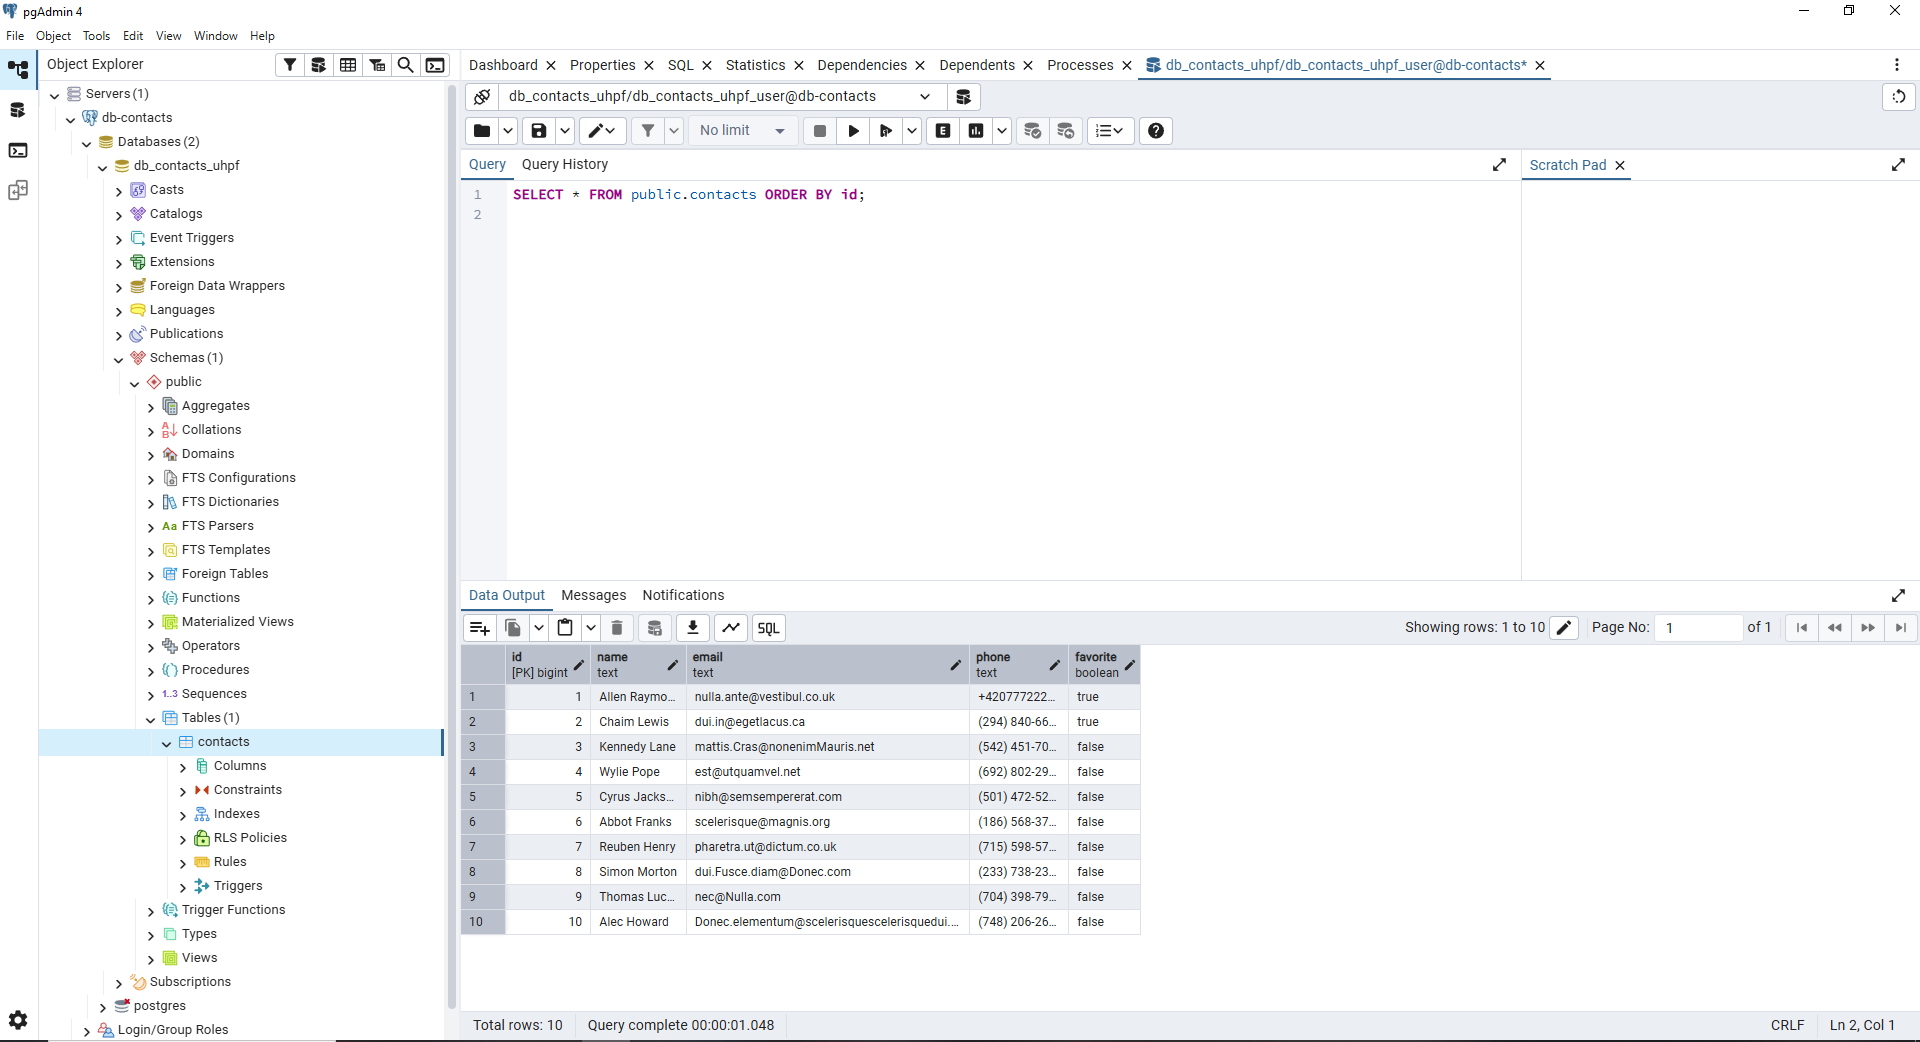 pgAdmin 4
File Object Tools Edit View Window Help
Object Explorer
Servers (1)
db-contacts
Databases (2)
db_contacts_uhpf
Casts
Catalogs
Event Triggers
Extensions
Foreign Data Wrappers
Languages
Publications
Schemas (1)
public
Aggregates
Collations
Domains
FTS Configurations
FTS Dictionaries
Aa FTS Parsers
FTS Templates
Foreign Tables
Functions
Materialized Views
Operators
Procedures
1..3 Sequences
Tables (1)
contacts
Columns
Constraints
Indexes
RLS Policies
Rules
Triggers
Trigger Functions
Types
Views
Subscriptions
postgres
Login/Group Roles
Dashboard Properties SQL Statistics Dependencies Dependents Processes db_contacts_uhpf/db_contacts_uhpf_user@db-contacts*
db_contacts_uhpf/db_contacts_uhpf_user@db-contacts
No limit E
Query Query History
1 SELECT * FROM public.contacts ORDER BY id;
2
Scratch Pad
Data Output Messages Notifications
SQL Showing rows: 1 to 10 Page No: 1 of 1
id name email phone favorite
[PK] bigint text text text boolean
1 1 Allen Raymo... nulla.ante@vestibul.co.uk +420777222... true
2 2 Chaim Lewis dui.in@egetlacus.ca (294) 840-66... true
3 3 Kennedy Lane mattis.Cras@nonenimMauris.net (542) 451-70... false
4 4 Wylie Pope est@utquamvel.net (692) 802-29... false
5 5 Cyrus Jacks... nibh@semsempererat.com (501) 472-52... false
6 6 Abbot Franks scelerisque@magnis.org (186) 568-37... false
7 7 Reuben Henry pharetra.ut@dictum.co.uk (715) 598-57... false
8 8 Simon Morton dui.Fusce.diam@Donec.com (233) 738-23... false
9 9 Thomas Luc... nec@Nulla.com (704) 398-79... false
10 10 Alec Howard Donec.elementum@scelerisquescelerisquedui.... (748) 206-26... false
Total rows: 10 Query complete 00:00:01.048 CRLF Ln 2, Col 1